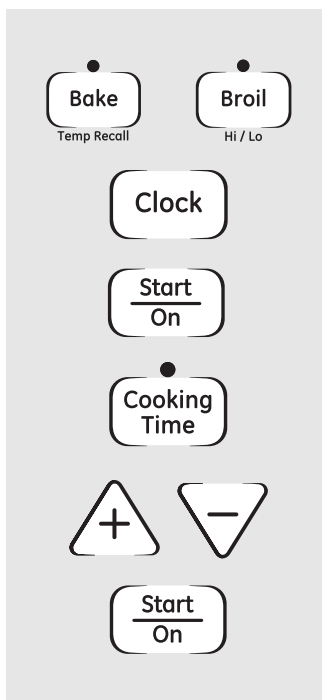 Bake Broil
Temp Recall Hi / Lo
Clock
Start
On
Cooking
Time
+ −
Start
On